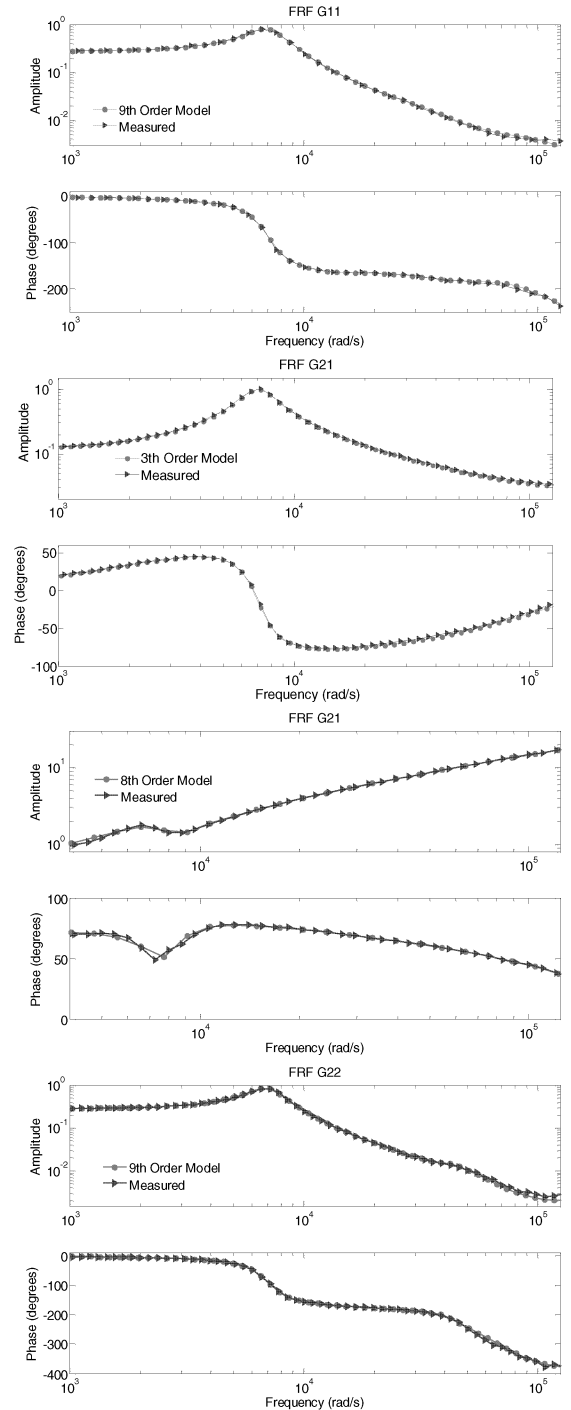 FRF G11
10^0
10^-1
10^-2
Amplitude
9th Order Model
Measured
10^3
10^4
10^5
0
-100
-200
Phase (degrees)
10^3
10^4
10^5
Frequency (rad/s)
FRF G21
10^0
10^-1
Amplitude
3th Order Model
Measured
10^3
10^4
10^5
50
0
-50
-100
Phase (degrees)
10^3
10^4
10^5
Frequency (rad/s)
FRF G21
10^1
10^0
Amplitude
8th Order Model
Measured
10^4
10^5
100
50
0
Phase (degrees)
10^4
10^5
Frequency (rad/s)
FRF G22
10^0
10^-1
10^-2
Amplitude
9th Order Model
Measured
10^3
10^4
10^5
0
-100
-200
-300
-400
Phase (degrees)
10^3
10^4
10^5
Frequency (rad/s)